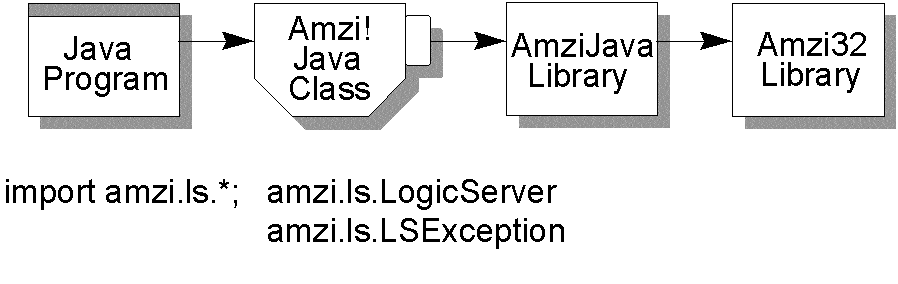 Java
Program
Amzi!
Java
Class
AmziJava
Library
Amzi32
Library
import amzi.ls.*;
amzi.ls.LogicServer
amzi.ls.LSException